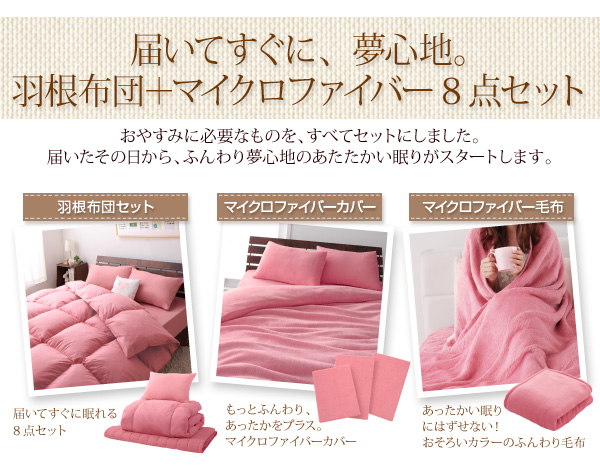 届いてすぐに、夢心地。
羽根布団＋マイクロファイバー８点セット
おやすみに必要なものを、すべてセットにしました。
届いたその日から、ふんわり夢心地のあたたかい眠りがスタートします。
羽根布団セット
届いてすぐに眠れる
８点セット
マイクロファイバーカバー
もっとふんわり、
あったかをプラス。
マイクロファイバーカバー
マイクロファイバー毛布
あったかい眠り
にはずせない！
おそろいカラーのふんわり毛布